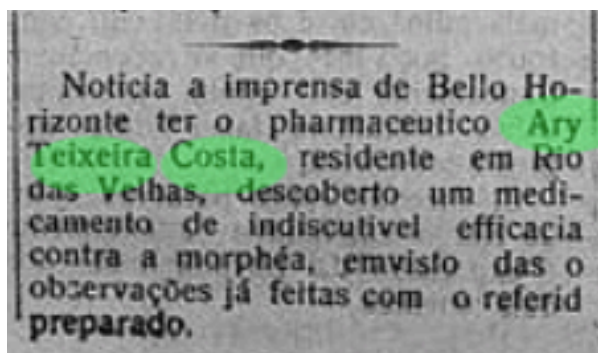 Noticia a imprensa de Bello Ho-
rizonte ter o pharmaceutico Ary
Teixeira Costa, residente em Rio
das Velhas, descoberto um medi-
camento de indiscutivel efficacia
contra a morphéa, emvisto das o
observações já feitas com o referid
preparado.